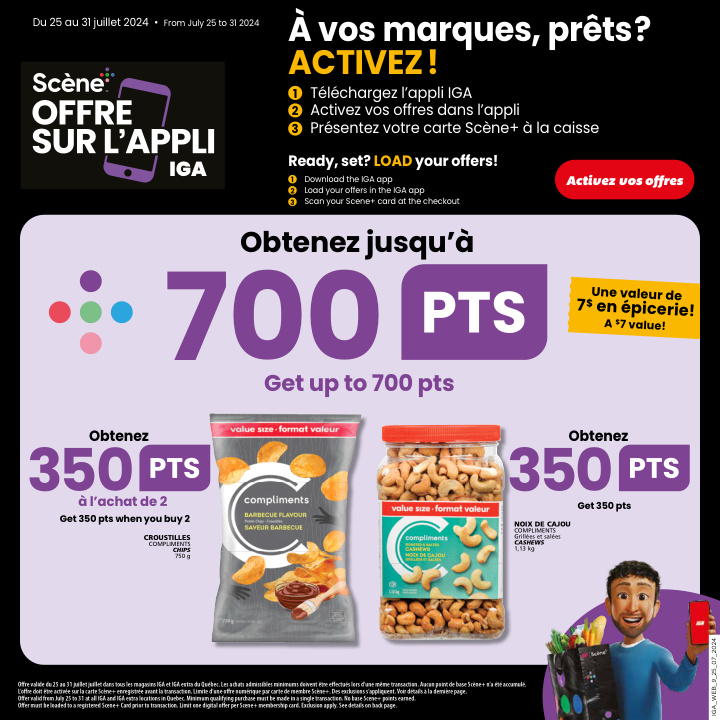 Du 25 au 31 juillet 2024 • From July 25 to 31 2024
À vos marques, prêts?
ACTIVEZ!
1 Téléchargez l'appli IGA
2 Activez vos offres dans l'appli
3 Présentez votre carte Scène+ à la caisse
Scène+
OFFRE
SUR L'APPLI
IGA
Ready, set? LOAD your offers!
1 Download the IGA app
2 Load your offers in the IGA app
3 Scan your Scene+ card at the checkout
Activez vos offres
Obtenez jusqu'à
700 PTS
Une valeur de
7$ en épicerie!
A $7 value!
Get up to 700 pts
Obtenez
350 PTS
à l'achat de 2
Get 350 pts when you buy 2
CROUSTILLES
COMPLIMENTS
CHIPS
750 g
value size • format valeur
compliments
BARBECUE FLAVOUR
SAVEUR BARBECUE
value size • format valeur
compliments
ROASTED & SALTED
CASHEWS
NOIX DE CAJOU
GRILLÉES ET SALÉES
Obtenez
350 PTS
Get 350 pts
NOIX DE CAJOU
COMPLIMENTS
Grillées et salées
CASHEWS
1,13 kg
Scène+
IGA
IGA_WEB_9_25_07_2024
Offre valide du 25 au 31 juillet juillet dans tous les magasins IGA et IGA extra du Québec. Les achats admissibles minimums doivent être effectués lors d'une même transaction. Aucun point de base Scène+ n'a été accumulé.
L'offre doit être activée sur la carte Scène+ enregistrée avant la transaction. Limite d'une offre numérique par carte de membre Scène+. Des exclusions s'appliquent. Voir détails à la dernière page.
Offer valid from July 25 to 31 at all IGA and IGA extra locations in Quebec. Minimum qualifying purchase must be made in a single transaction. No base Scene+ points earned.
Offer must be loaded to a registered Scene+ Card prior to transaction. Limit one digital offer per Scene+ membership card. Exclusion apply. See details on back page.